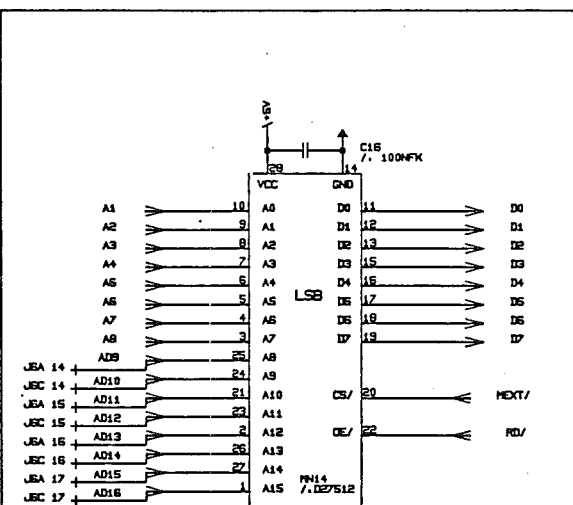 +5V
C16
/. 100NFK
28 14
VCC GND
A1 10 A0 D0 11 D0
A2 9 A1 D1 12 D1
A3 8 A2 D2 13 D2
A4 7 A3 D3 15 D3
A5 6 A4 D4 16 D4
LSB
A6 5 A5 D5 17 D5
A7 4 A6 D6 18 D6
A8 3 A7 D7 19 D7
AD9 25 A8
J6A 14
AD10 24 A9
J6C 14
AD11 21 A10 CS/ 20 MEXT/
J6A 15
AD12 23 A11
J6C 15
AD13 2 A12 OE/ 22 RD/
J6A 16
AD14 26 A13
J6C 16
AD15 27 A14
J6A 17
MN14
AD16 1 A15 /.D27512
J6C 17